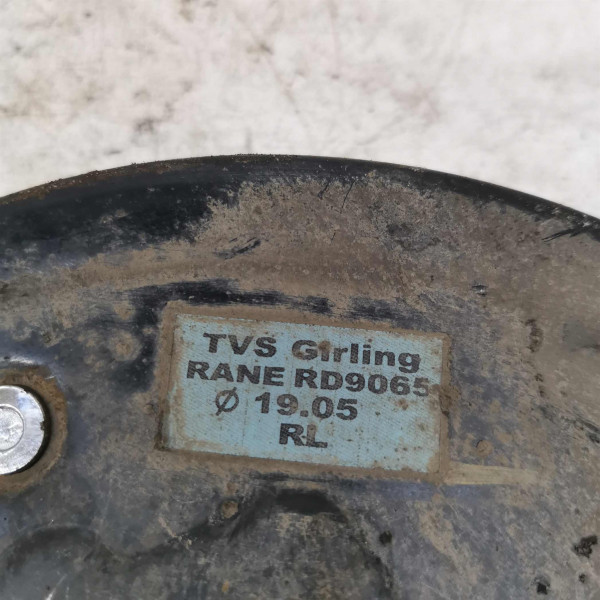 TVS Girling
RANE RD9065
Ø 19.05
RL